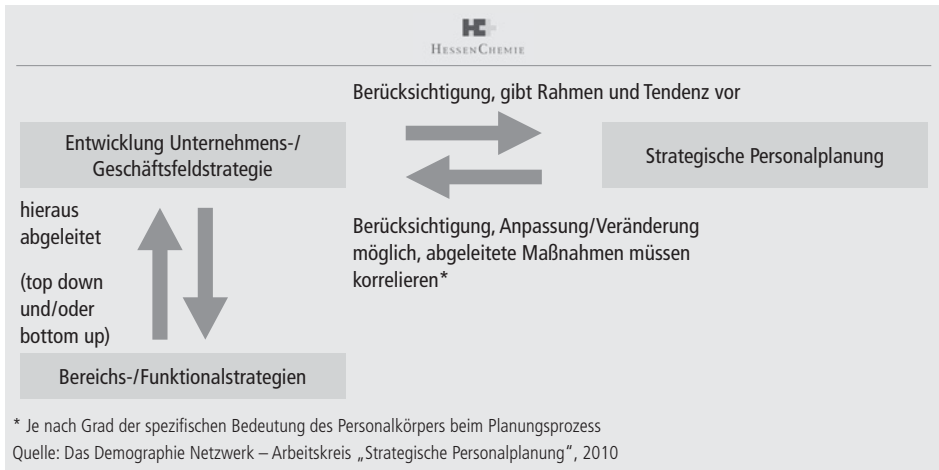 HC
HESSENCHEMIE
Berücksichtigung, gibt Rahmen und Tendenz vor
Entwicklung Unternehmens-/
Geschäftsfeldstrategie
Strategische Personalplanung
hieraus
abgeleitet
(top down
und/oder
bottom up)
Berücksichtigung, Anpassung/Veränderung
möglich, abgeleitete Maßnahmen müssen
korrelieren*
Bereichs-/Funktionalstrategien
* Je nach Grad der spezifischen Bedeutung des Personalkörpers beim Planungsprozess
Quelle: Das Demographie Netzwerk – Arbeitskreis „Strategische Personalplanung“, 2010